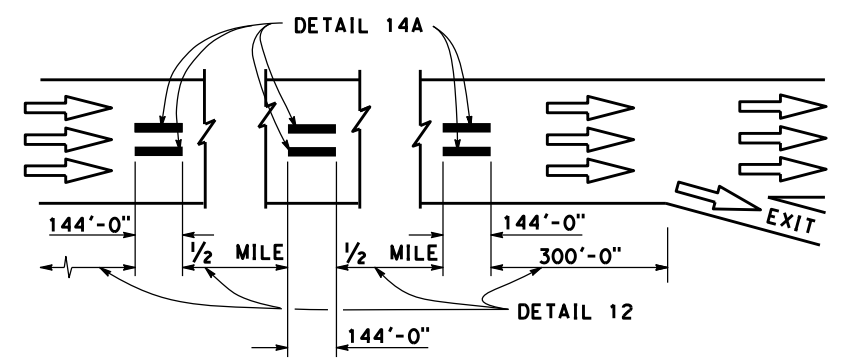 DETAIL 14A
EXIT
144'-0"
144'-0"
½ MILE
½ MILE
300'-0"
DETAIL 12
144'-0"